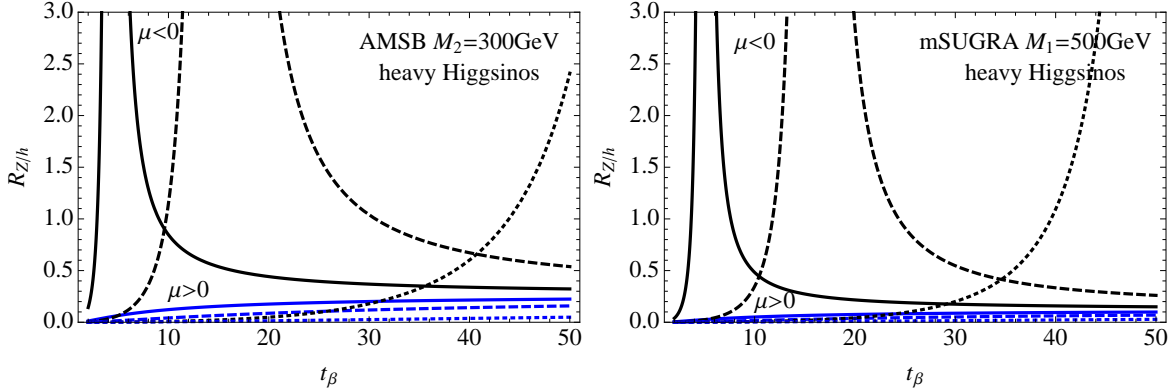 3.0
2.5
2.0
1.5
1.0
0.5
0.0
R_{Z/h}
μ<0
AMSB M_2=300GeV
heavy Higgsinos
μ>0
10
20
30
40
50
t_β
3.0
2.5
2.0
1.5
1.0
0.5
0.0
R_{Z/h}
μ<0
mSUGRA M_1=500GeV
heavy Higgsinos
μ>0
10
20
30
40
50
t_β